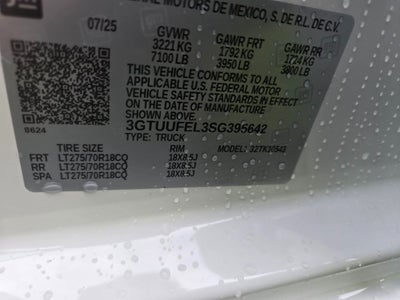 GM
MOTORS DE MEXICO, S. DE R.L. DE C.V.
07/25 GVWR GAWR FRT GAWR RR
3221 KG 1792 KG 1724 KG
7100 LB 3950 LB 3800 LB
THIS VEHICLE CONFORMS TO ALL APPLICABLE
U.S. FEDERAL MOTOR VEHICLE SAFETY STANDARDS
IN EFFECT ON THE DATE OF MANUFACTURE SHOWN ABOVE.
3GTUUFEL3SG395642
0624 TYPE: TRUCK
TIRE SIZE RIM
FRT LT275/70R18CQ 18X8.5J
RR LT275/70R18CQ 18X8.5J
SPA LT275/70R18CQ 18X8.5J